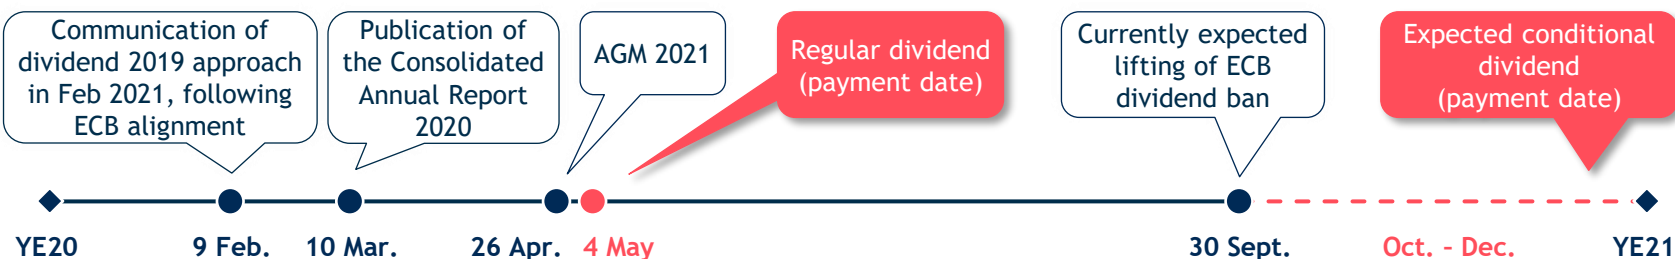 Communication of
dividend 2019 approach
in Feb 2021, following
ECB alignment
Publication of
the Consolidated
Annual Report
2020
AGM 2021
Regular dividend
(payment date)
Currently expected
lifting of ECB
dividend ban
Expected conditional
dividend
(payment date)
YE20
9 Feb.
10 Mar.
26 Apr.
4 May
30 Sept.
Oct. – Dec.
YE21